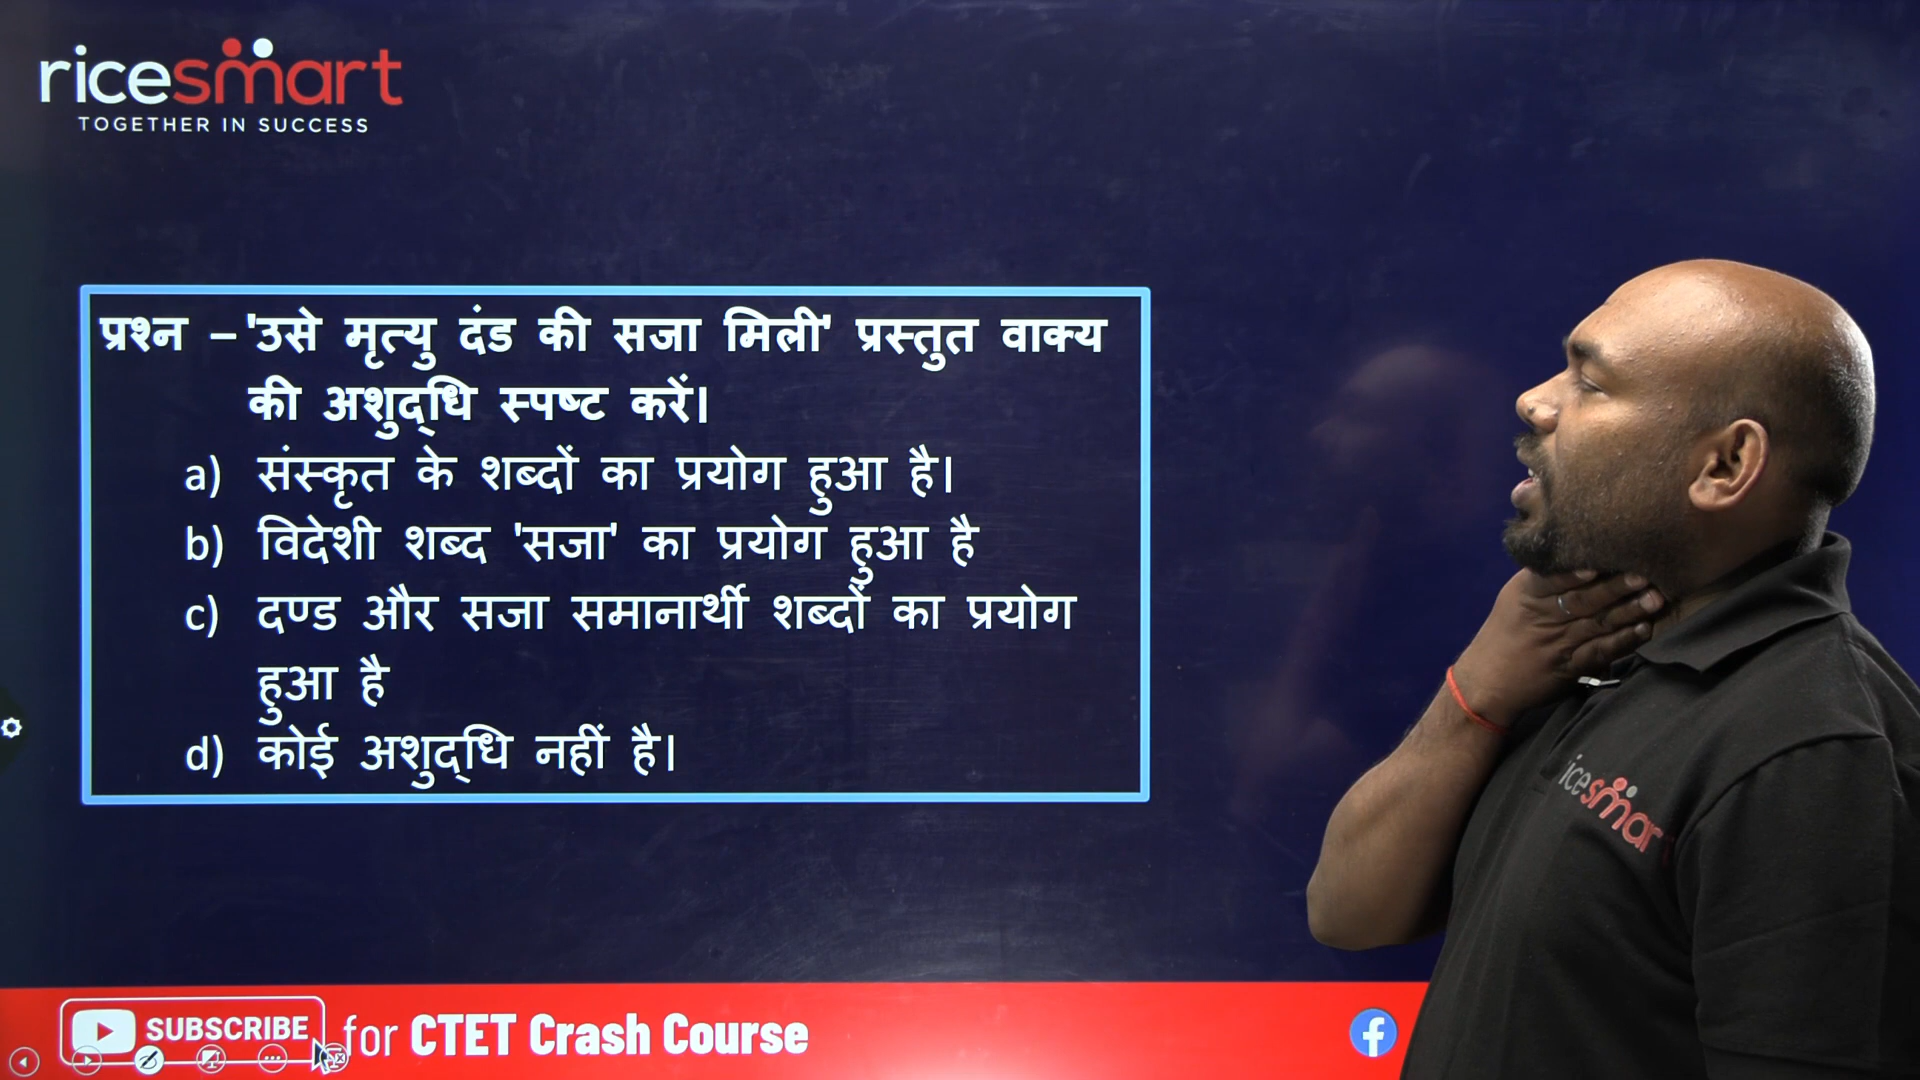 ricesmart
TOGETHER IN SUCCESS
प्रश्न – 'उसे मृत्यु दंड की सजा मिली' प्रस्तुत वाक्य
की अशुद्धि स्पष्ट करें।
a) संस्कृत के शब्दों का प्रयोग हुआ है।
b) विदेशी शब्द 'सजा' का प्रयोग हुआ है
c) दण्ड और सजा समानार्थी शब्दों का प्रयोग
हुआ है
d) कोई अशुद्धि नहीं है।
icesmar
SUBSCRIBE for CTET Crash Course